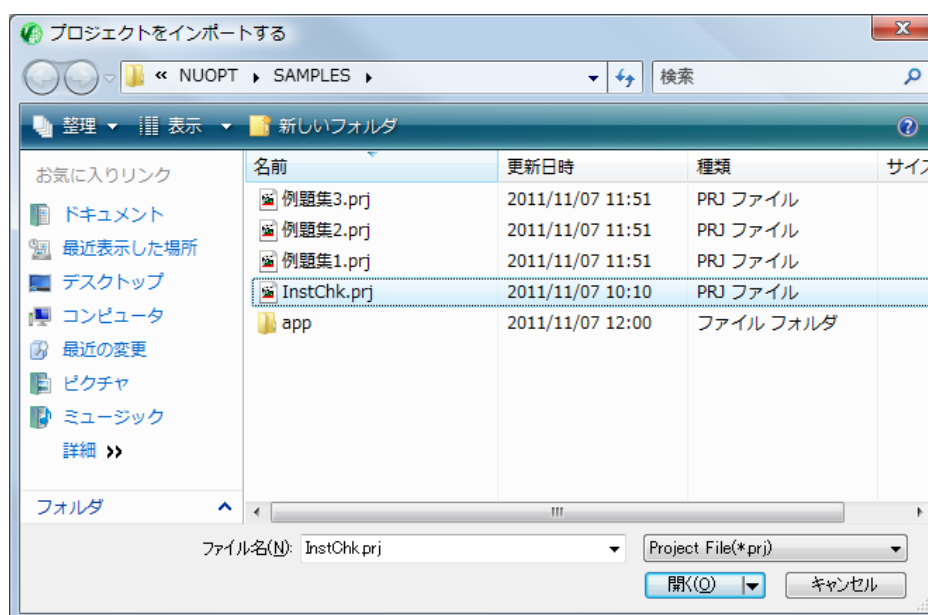 プロジェクトをインポートする
« NUOPT ▸ SAMPLES ▸ 検索
整理 表示 新しいフォルダ
お気に入りリンク
ドキュメント
最近表示した場所
デスクトップ
コンピュータ
最近の変更
ピクチャ
ミュージック
詳細 ››
フォルダ
名前 更新日時 種類 サイズ
例題集3.prj 2011/11/07 11:51 PRJ ファイル
例題集2.prj 2011/11/07 11:51 PRJ ファイル
例題集1.prj 2011/11/07 11:51 PRJ ファイル
InstChk.prj 2011/11/07 10:10 PRJ ファイル
app 2011/11/07 12:00 ファイル フォルダ
ファイル名(N): InstChk.prj Project File(*.prj)
開く(O) キャンセル